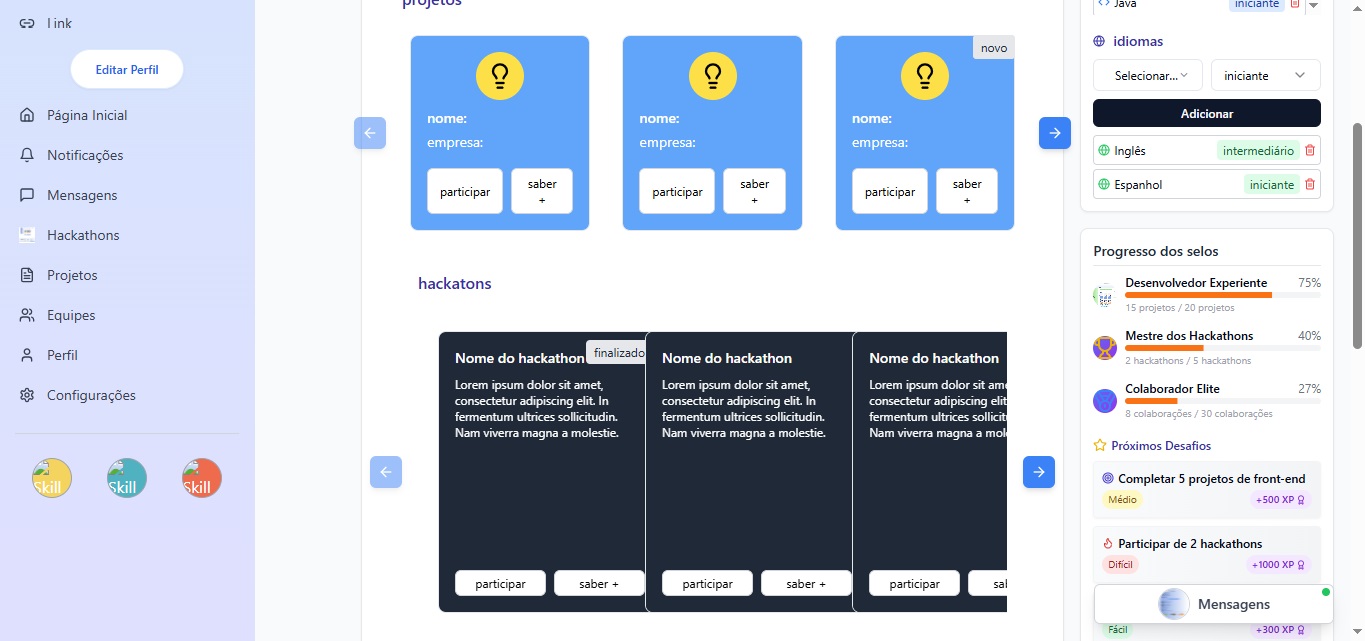 projetos
Link
Editar Perfil
Página Inicial
Notificações
Mensagens
Hackathons
Projetos
Equipes
Perfil
Configurações
Skill
Skill
Skill
novo
nome:
empresa:
participar
saber
+
nome:
empresa:
participar
saber
+
nome:
empresa:
participar
saber
+
hackatons
finalizado
Nome do hackathon
Lorem ipsum dolor sit amet,
consectetur adipiscing elit. In
fermentum ultrices sollicitudin.
Nam viverra magna a molestie.
participar
saber +
Nome do hackathon
Lorem ipsum dolor sit amet,
consectetur adipiscing elit. In
fermentum ultrices sollicitudin.
Nam viverra magna a molestie.
participar
saber +
Nome do hackathon
Lorem ipsum dolor sit am
consectetur adipiscing eli
fermentum ultrices sollicitu
Nam viverra magna a mole
participar
sa
Java
iniciante
idiomas
Selecionar...
iniciante
Adicionar
Inglês
intermediário
Espanhol
iniciante
Progresso dos selos
Desenvolvedor Experiente 75%
15 projetos / 20 projetos
Mestre dos Hackathons 40%
2 hackathons / 5 hackathons
Colaborador Elite 27%
8 colaborações / 30 colaborações
Próximos Desafios
Completar 5 projetos de front-end
Médio +500 XP
Participar de 2 hackathons
Difícil +1000 XP
Mensagens
Fácil +300 XP